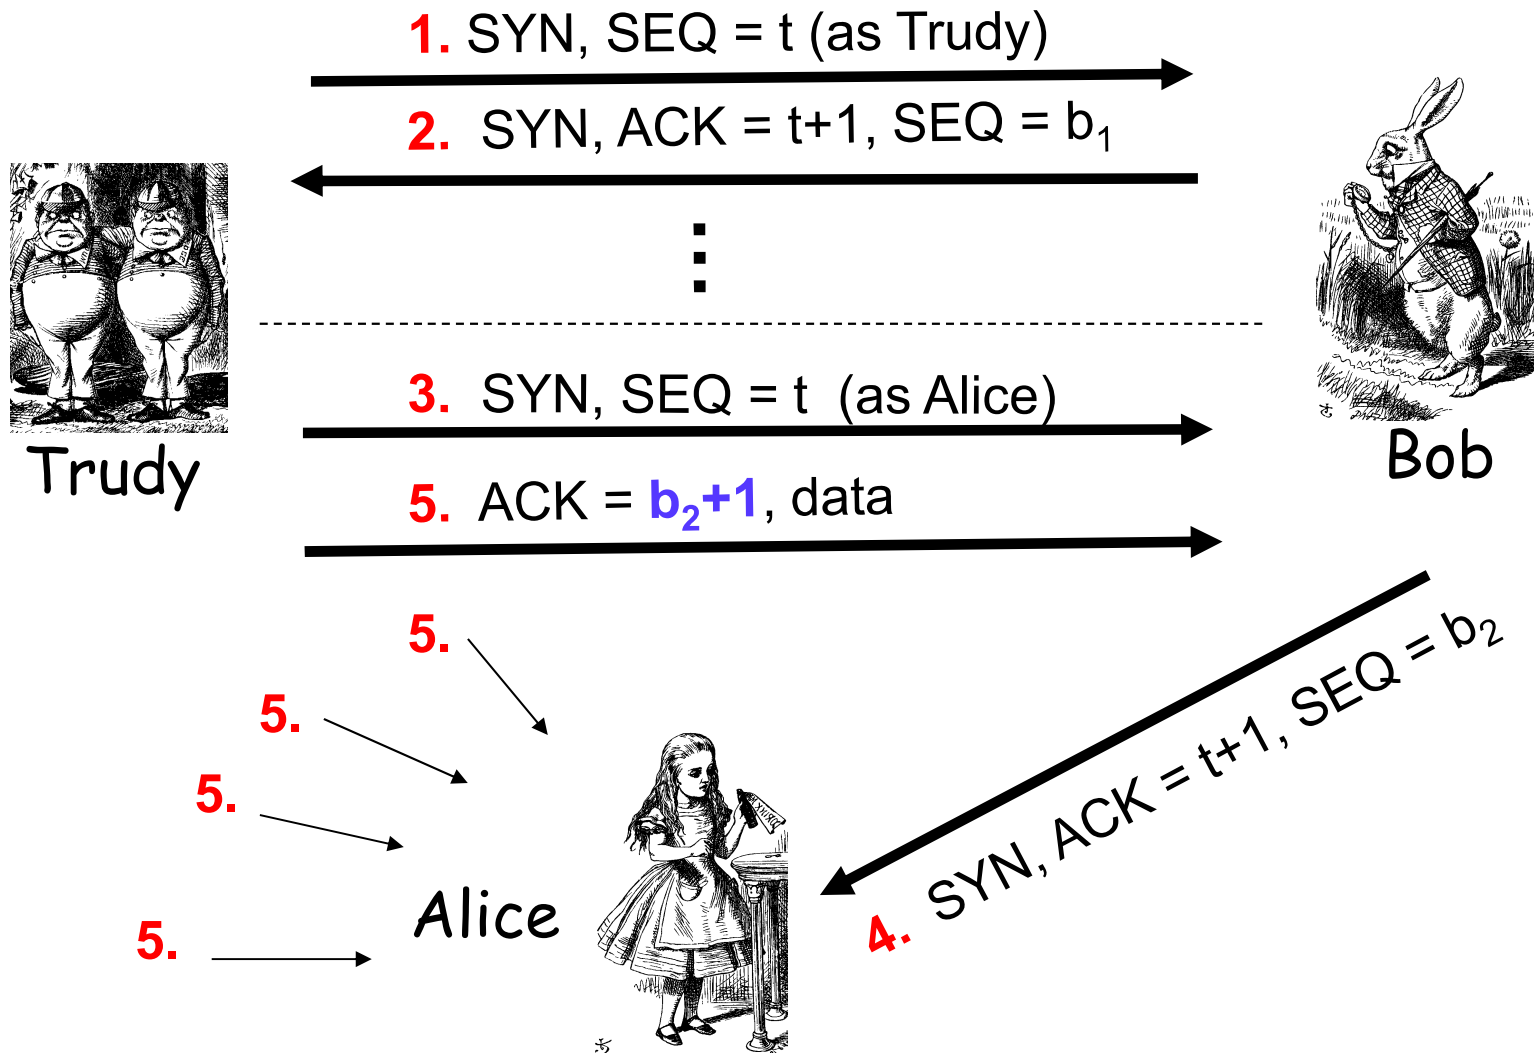 1. SYN, SEQ = t (as Trudy)
2. SYN, ACK = t+1, SEQ = b₁
3. SYN, SEQ = t (as Alice)
Trudy
Bob
5. ACK = b₂+1, data
5.
5.
5.
5.
4. SYN, ACK = t+1, SEQ = b₂
Alice